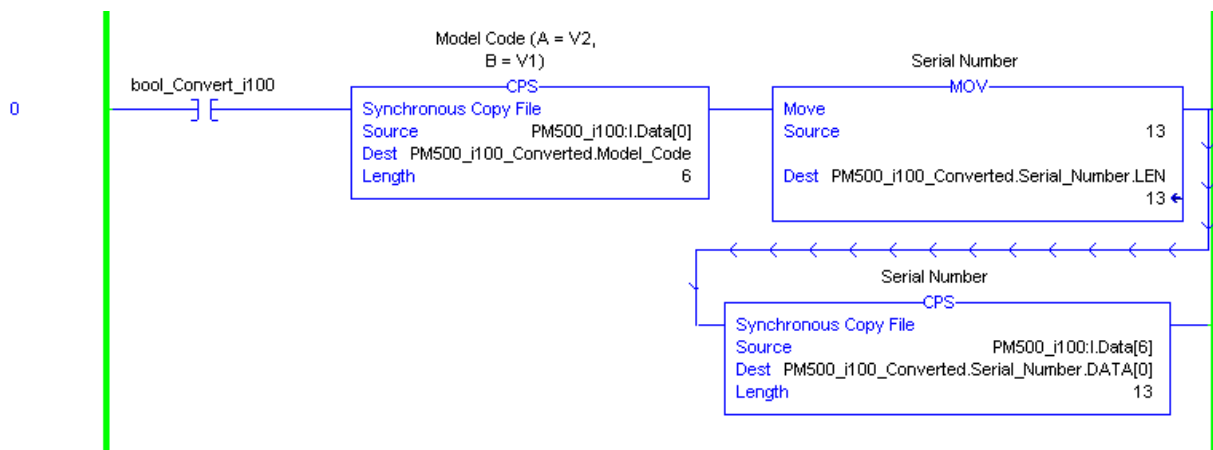 Model Code (A = V2,
B = V1)
bool_Convert_i100
CPS
Serial Number
MOV
0
Synchronous Copy File
Source PM500_i100:I.Data[0]
Dest PM500_i100_Converted.Model_Code
Length 6
Move
Source 13
Dest PM500_i100_Converted.Serial_Number.LEN
13
Serial Number
CPS
Synchronous Copy File
Source PM500_i100:I.Data[6]
Dest PM500_i100_Converted.Serial_Number.DATA[0]
Length 13